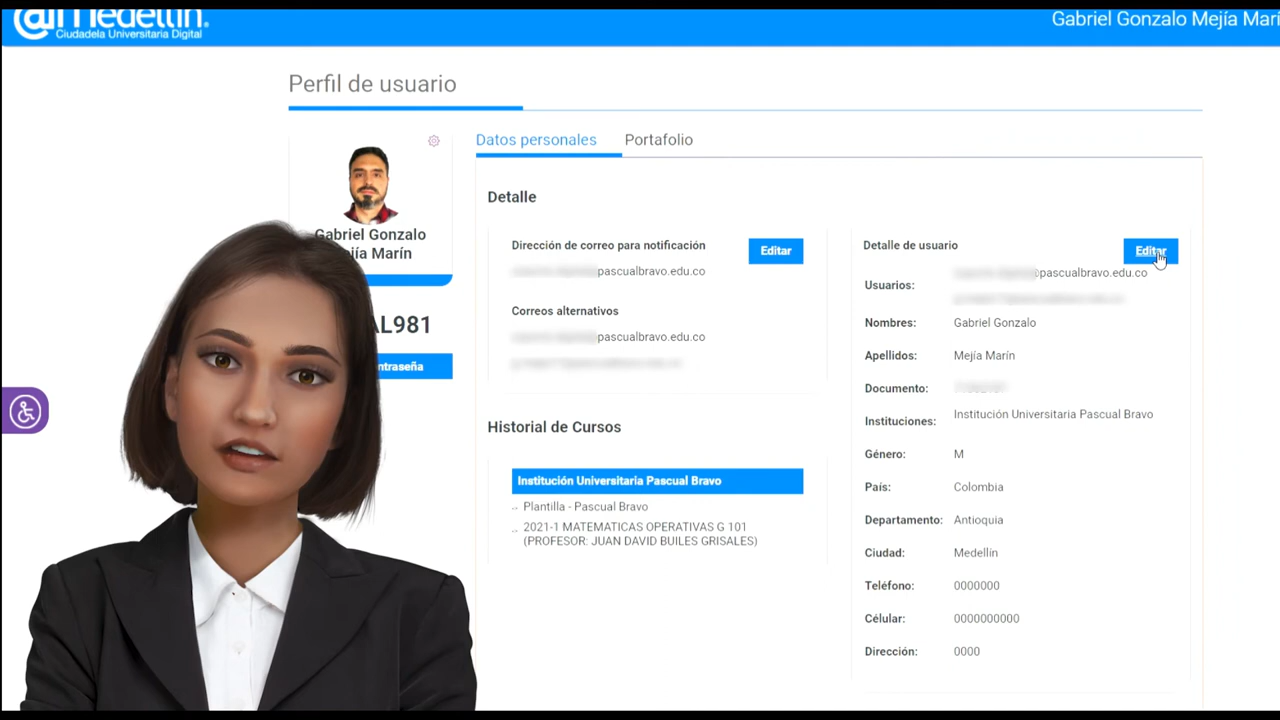 @Medellín
Ciudadela Universitaria Digital
Gabriel Gonzalo Mejía Mari
Perfil de usuario
Gabriel Gonzalo
ejía Marín
AL981
ntraseña
Datos personales
Portafolio
Detalle
Dirección de correo para notificación
Editar
pascualbravo.edu.co
Correos alternativos
pascualbravo.edu.co
Historial de Cursos
Institución Universitaria Pascual Bravo
Plantilla - Pascual Bravo
2021-1 MATEMATICAS OPERATIVAS G 101
(PROFESOR: JUAN DAVID BUILES GRISALES)
Detalle de usuario
Editar
@pascualbravo.edu.co
Usuarios:
Nombres: Gabriel Gonzalo
Apellidos: Mejía Marín
Documento:
Instituciones: Institución Universitaria Pascual Bravo
Género: M
País: Colombia
Departamento: Antioquia
Ciudad: Medellín
Teléfono: 0000000
Célular: 0000000000
Dirección: 0000